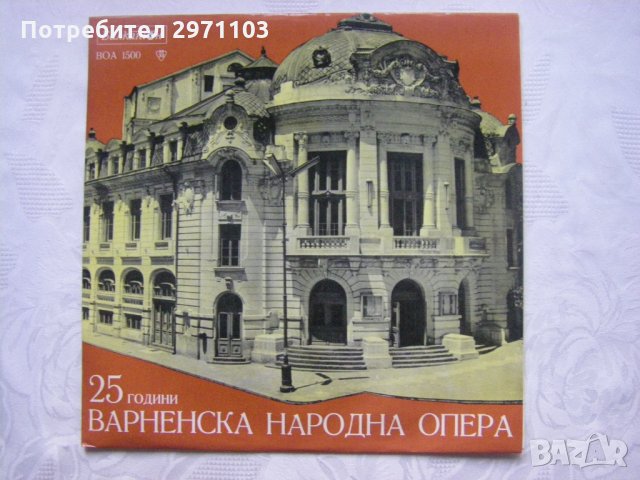 Потребител 2971103
ВОА 1500
25 ГОДИНИ
ВАРНЕНСКА НАРОДНА ОПЕРА
BAZAR